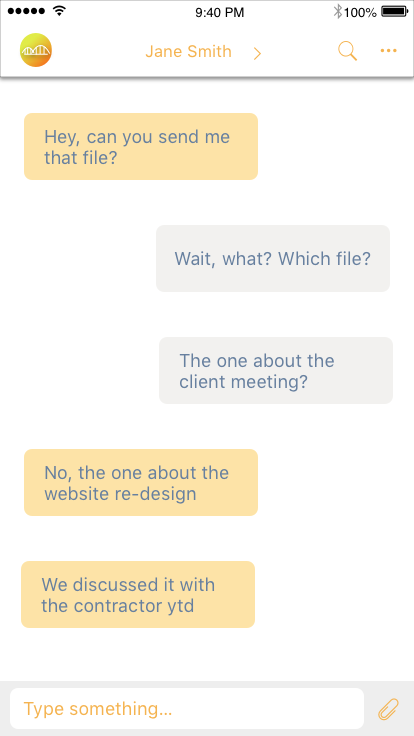 9:40 PM
100%
Jane Smith
Hey, can you send me
that file?
Wait, what? Which file?
The one about the
client meeting?
No, the one about the
website re-design
We discussed it with
the contractor ytd
Type something...